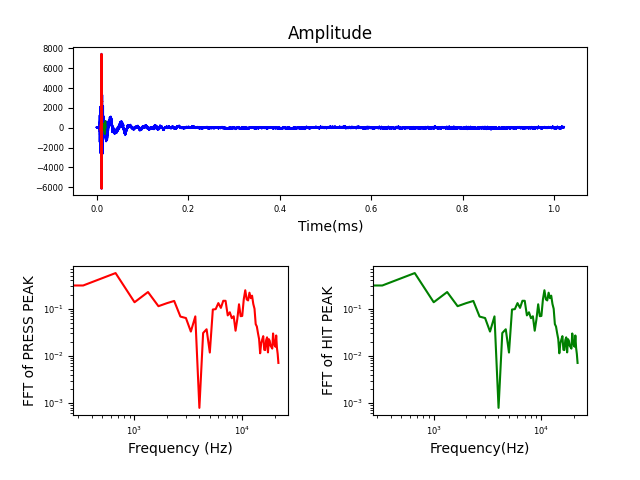 Amplitude
8000
6000
4000
2000
0
−2000
−4000
−6000
0.0 0.2 0.4 0.6 0.8 1.0
Time(ms)
FFT of PRESS PEAK
10⁻¹
10⁻²
10⁻³
10³ 10⁴
Frequency (Hz)
FFT of HIT PEAK
10⁻¹
10⁻²
10⁻³
10³ 10⁴
Frequency(Hz)